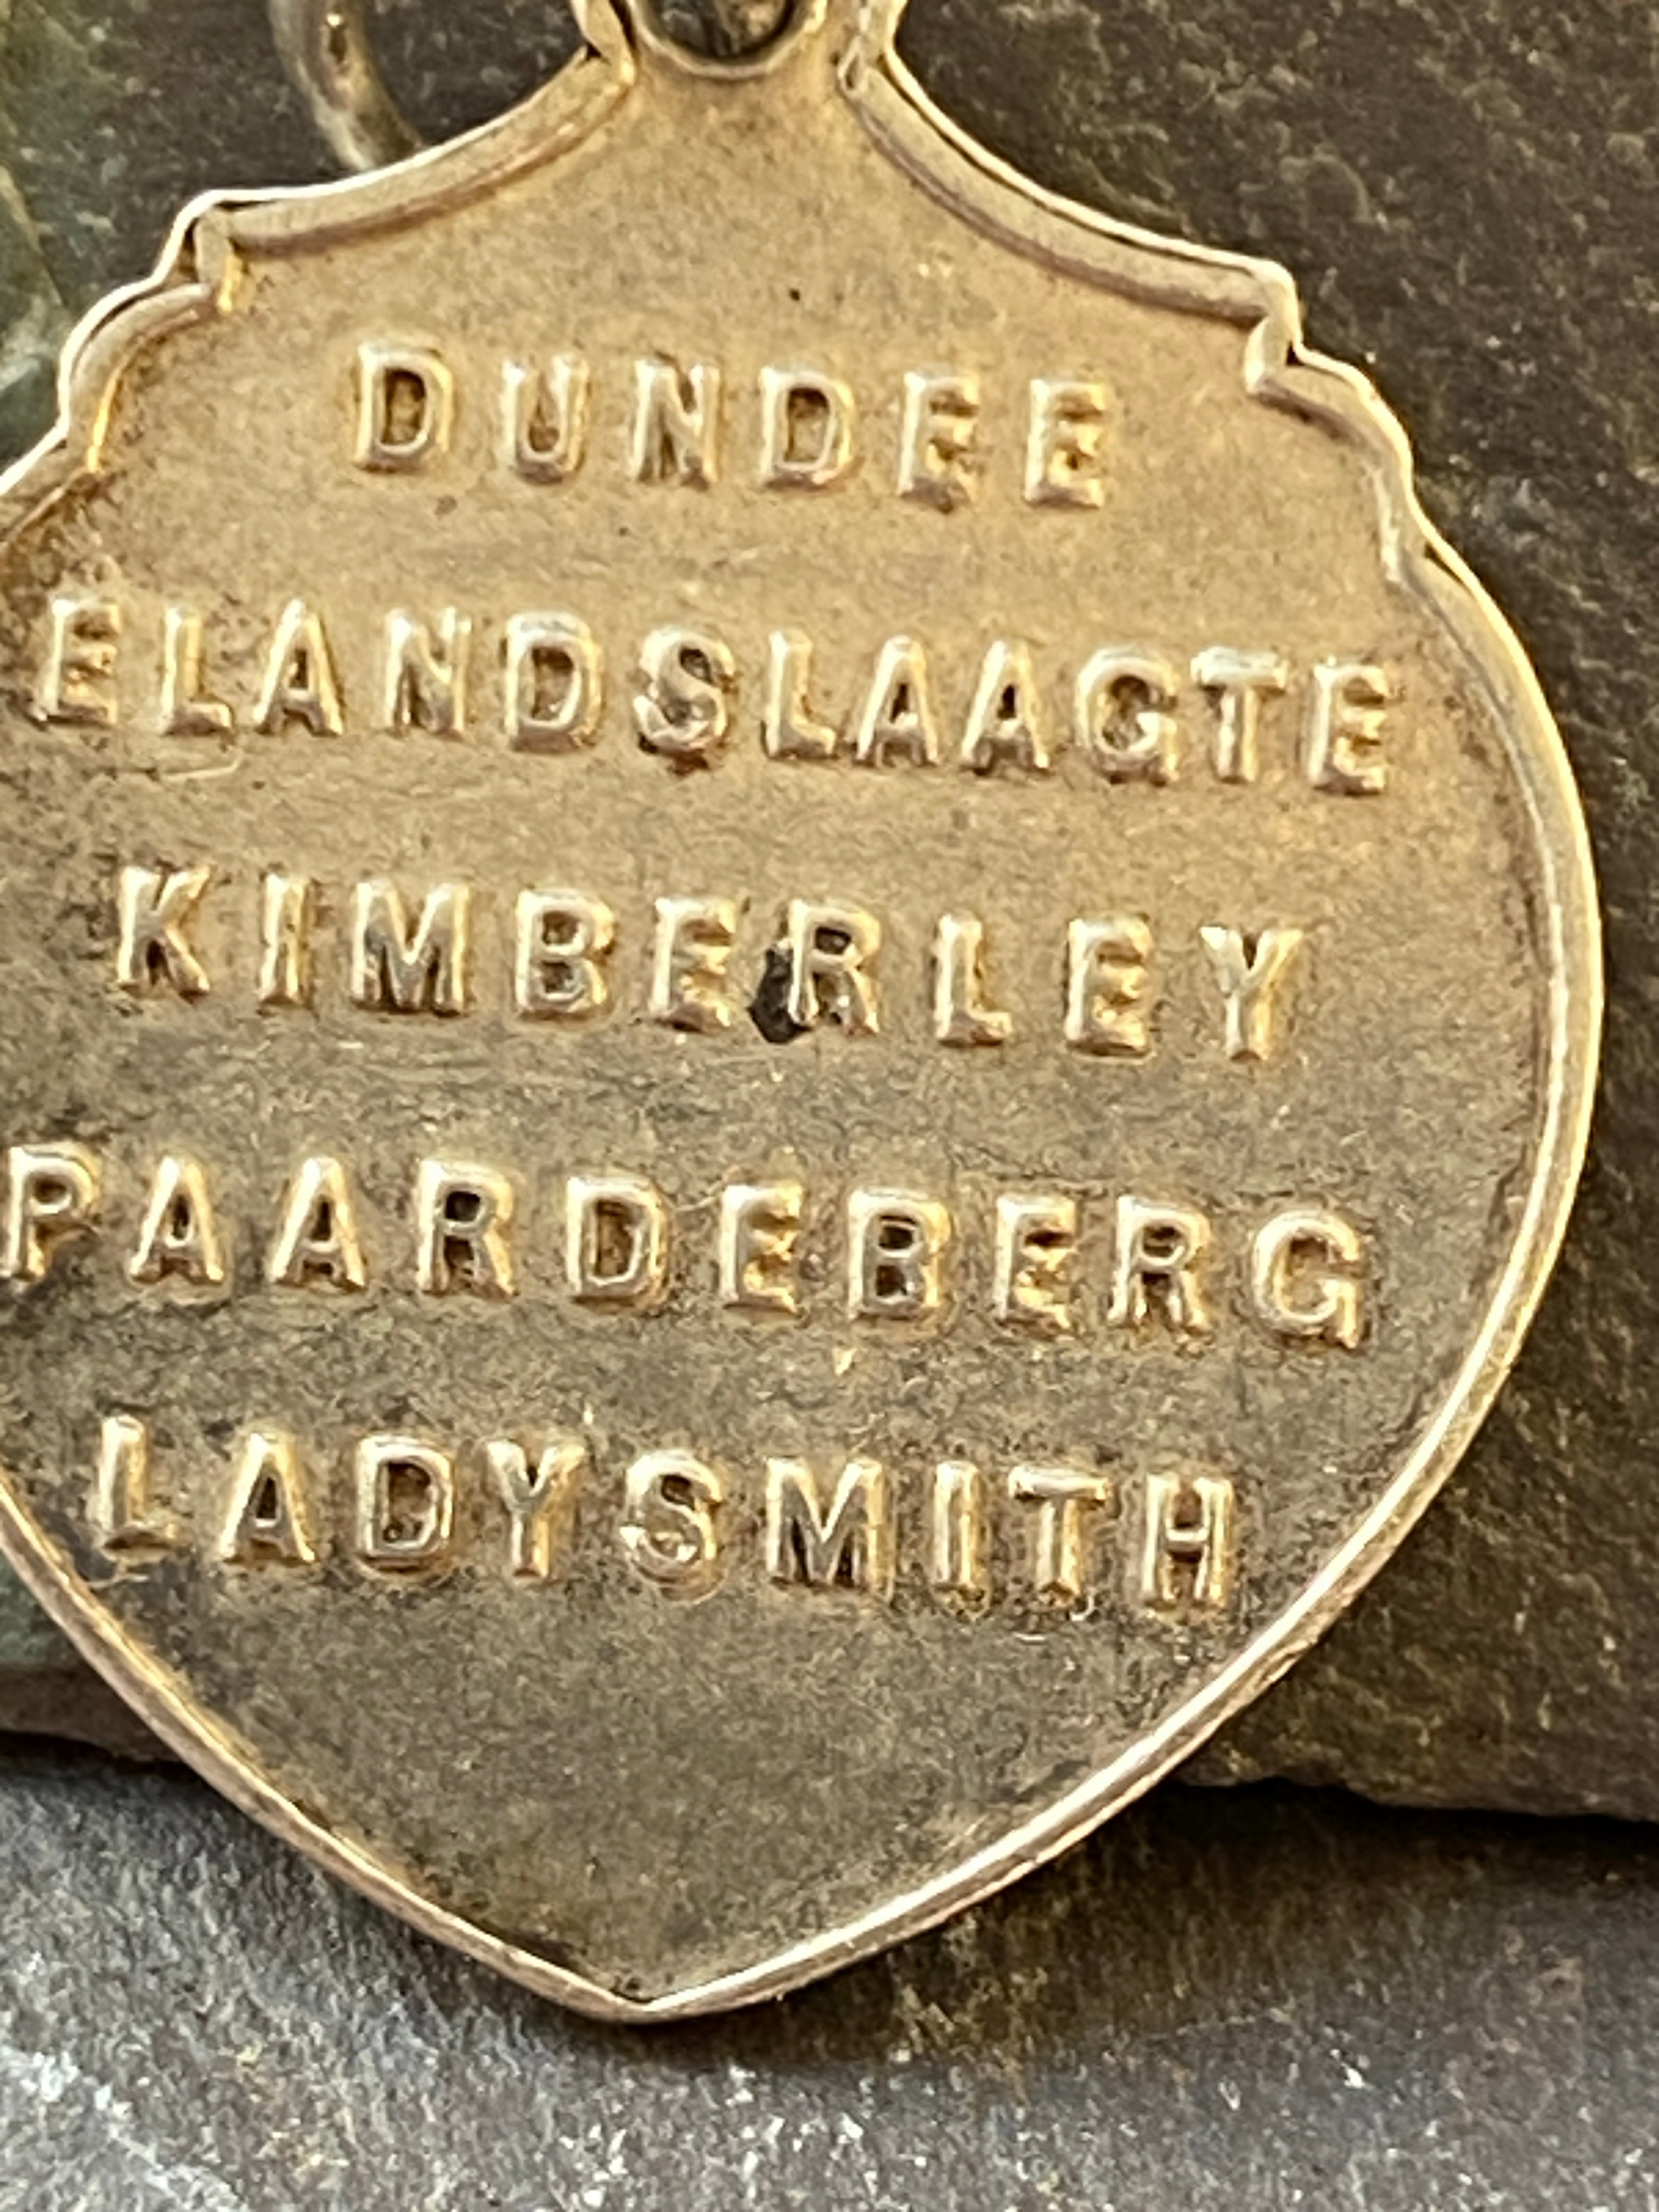 DUNDEE
ELANDSLAAGTE
KIMBERLEY
PAARDEBERG
LADYSMITH